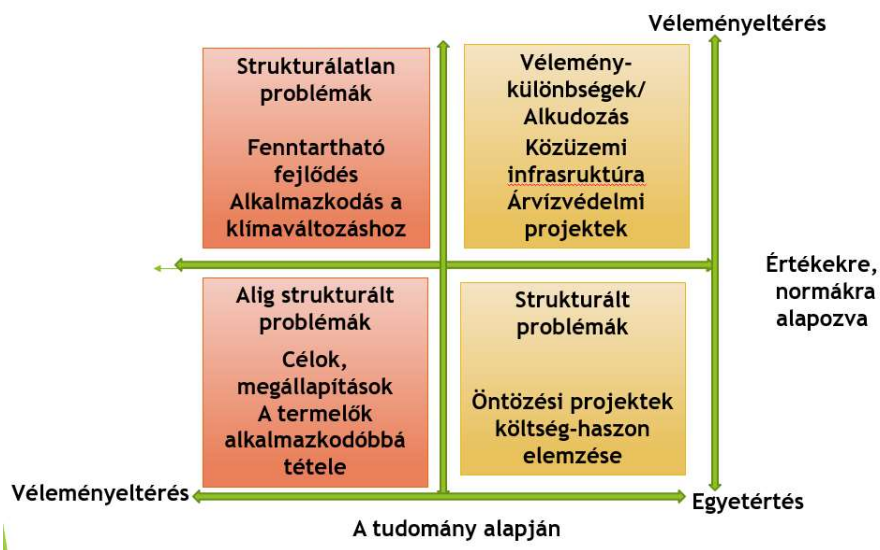 Véleményeltérés
Strukturálatlan
problémák
Fenntartható
fejlődés
Alkalmazkodás a
klímaváltozáshoz
Vélemény-
különbségek/
Alkudozás
Közüzemi
infrasruktúra
Árvízvédelmi
projektek
Értékekre,
normákra
alapozva
Alig strukturált
problémák
Célok,
megállapítások
A termelők
alkalmazkodóbbá
tétele
Strukturált
problémák
Öntözési projektek
költség-haszon
elemzése
Véleményeltérés
Egyetértés
A tudomány alapján